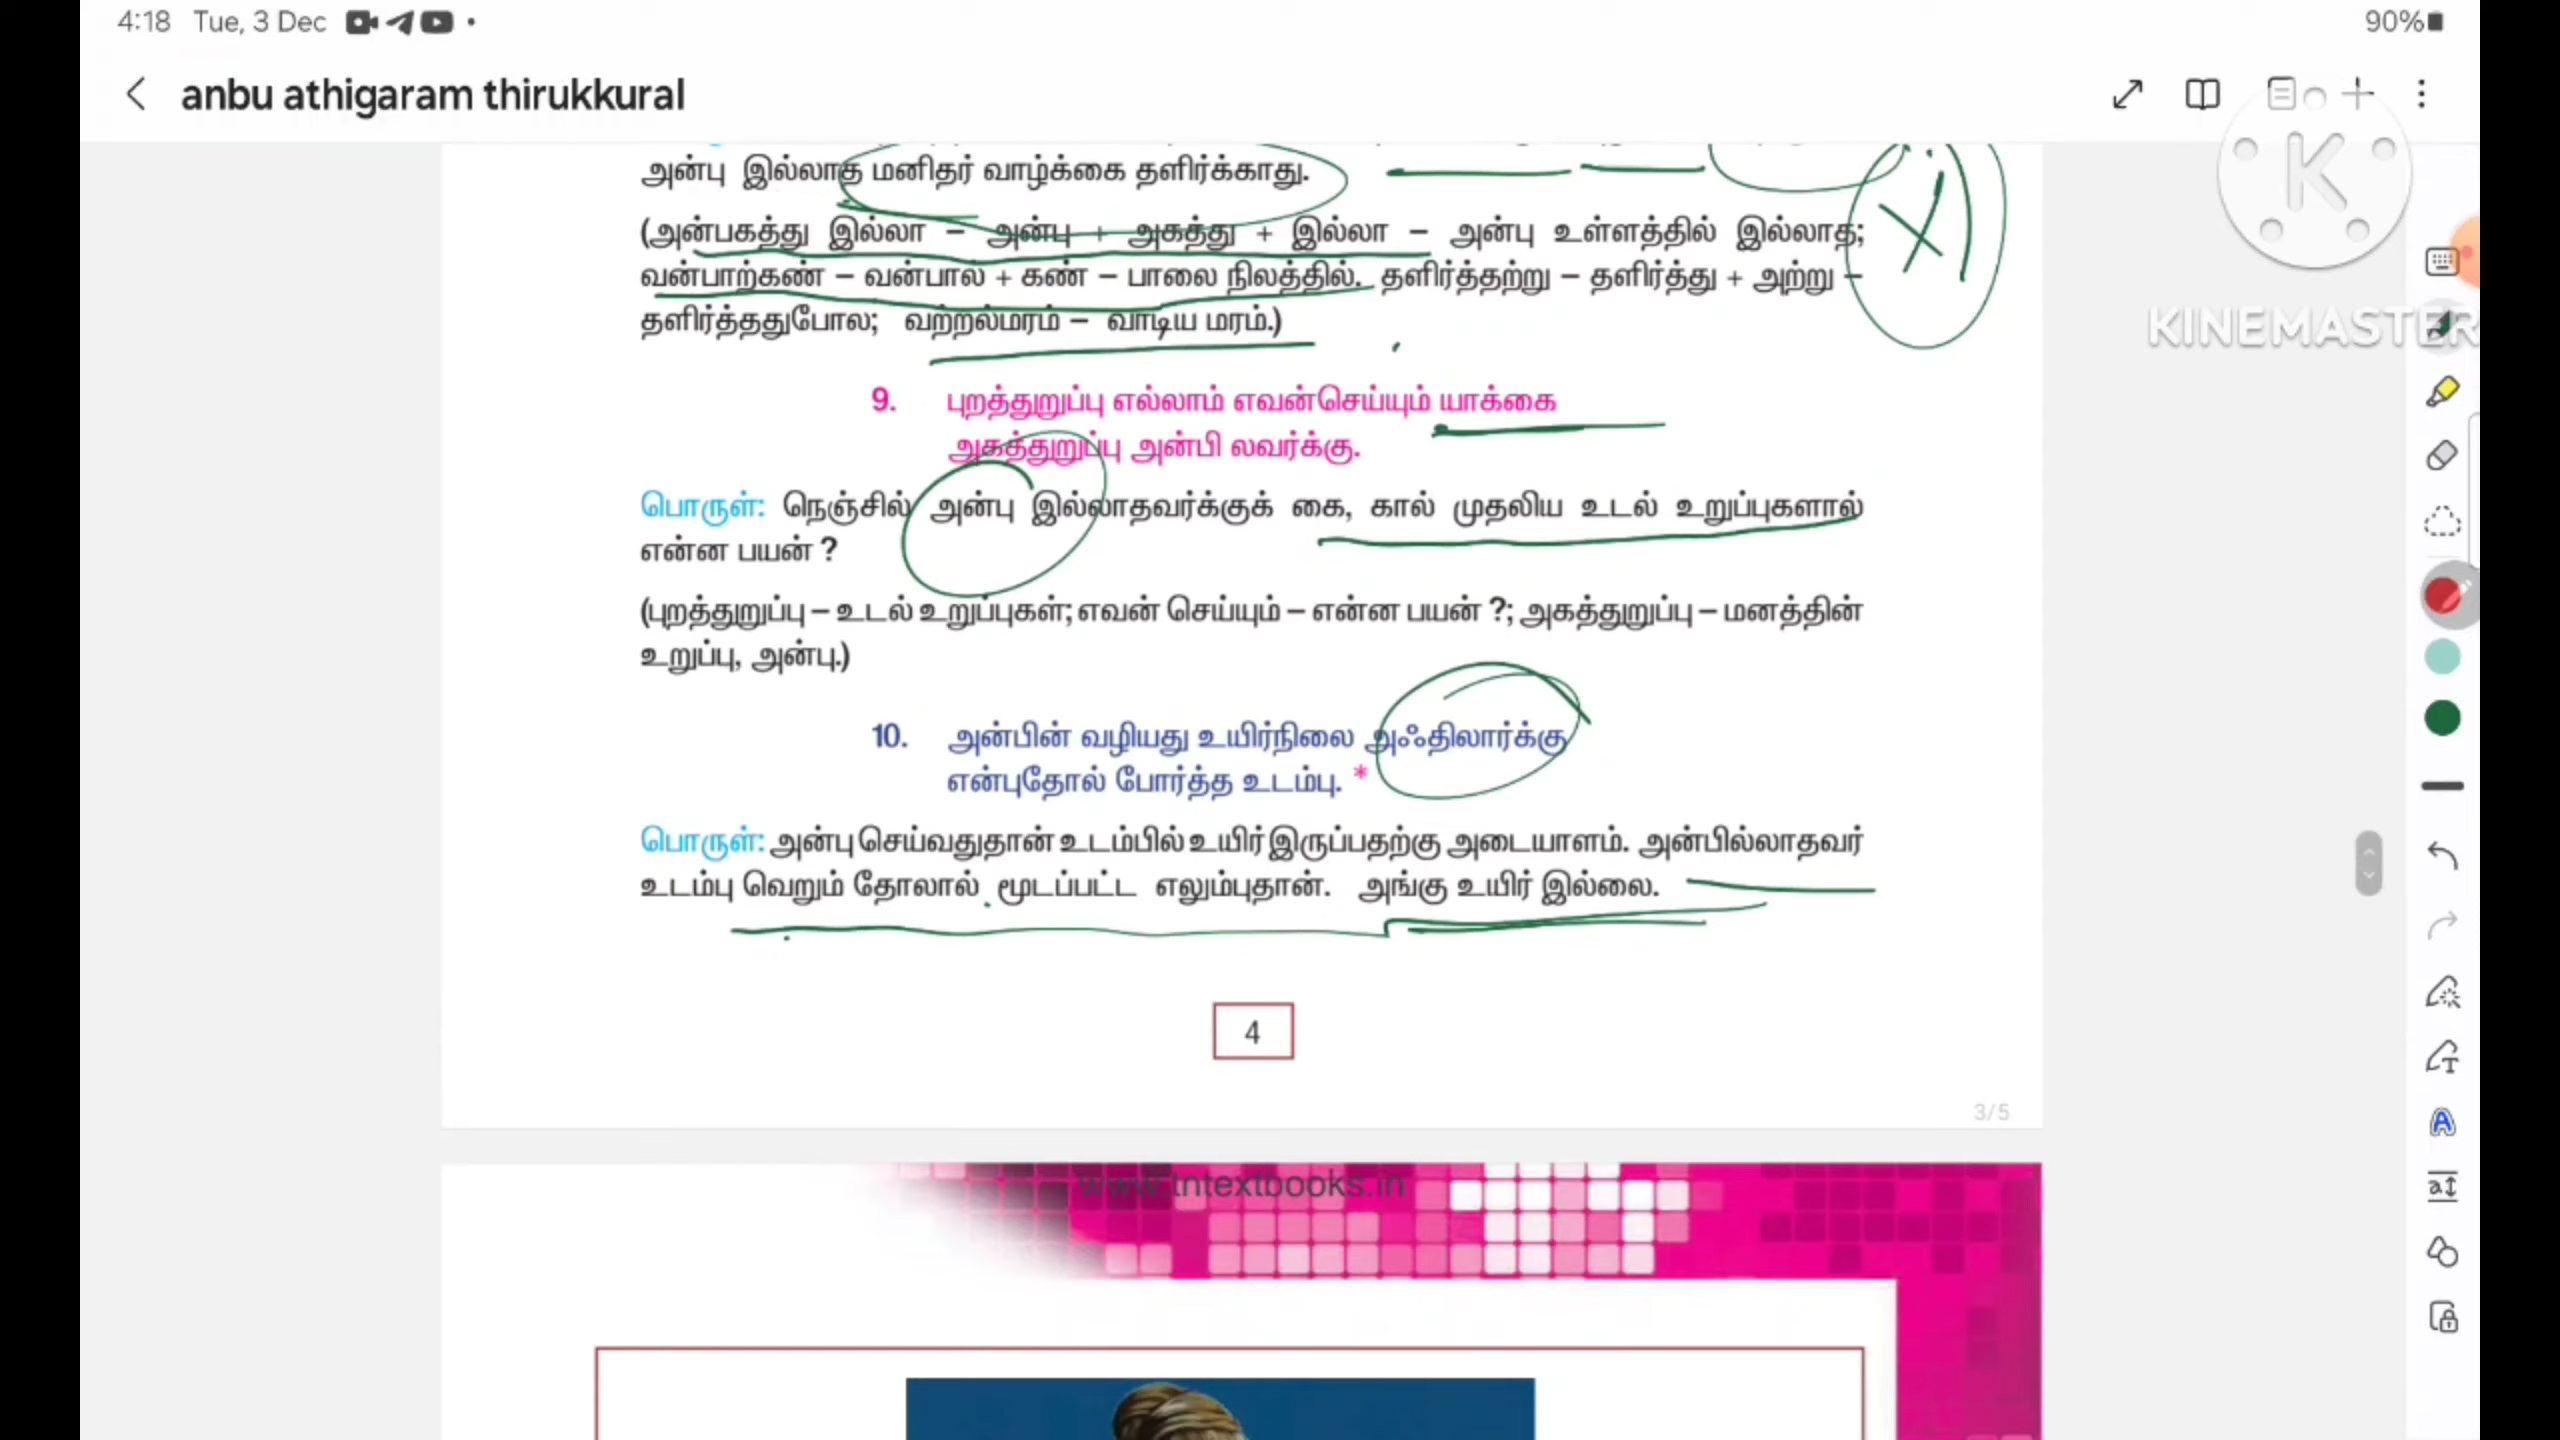 4:18 Tue, 3 Dec
90%
anbu athigaram thirukkural
அன்பு இல்லாத மனிதர் வாழ்க்கை தளிர்க்காது.
(அன்பகத்து இல்லா – அன்பு + அகத்து + இல்லா – அன்பு உள்ளத்தில் இல்லாத;
வன்பாற்கண் – வன்பால் + கண் – பாலை நிலத்தில். தளிர்த்தற்று – தளிர்த்து + அற்று –
தளிர்த்ததுபோல; வற்றல்மரம் – வாடிய மரம்.)
K
KINEMASTER
9. புறத்துறுப்பு எல்லாம் எவன்செய்யும் யாக்கை
அகத்துறுப்பு அன்பி லவர்க்கு.
பொருள்: நெஞ்சில் அன்பு இல்லாதவர்க்குக் கை, கால் முதலிய உடல் உறுப்புகளால்
என்ன பயன் ?
(புறத்துறுப்பு – உடல் உறுப்புகள்; எவன் செய்யும் – என்ன பயன் ?; அகத்துறுப்பு – மனத்தின்
உறுப்பு, அன்பு.)
10. அன்பின் வழியது உயிர்நிலை அஃதிலார்க்கு
என்புதோல் போர்த்த உடம்பு. *
பொருள்: அன்பு செய்வதுதான் உடம்பில் உயிர் இருப்பதற்கு அடையாளம். அன்பில்லாதவர்
உடம்பு வெறும் தோலால் மூடப்பட்ட எலும்புதான். அங்கு உயிர் இல்லை.
4
3/5
www.tntextbooks.in